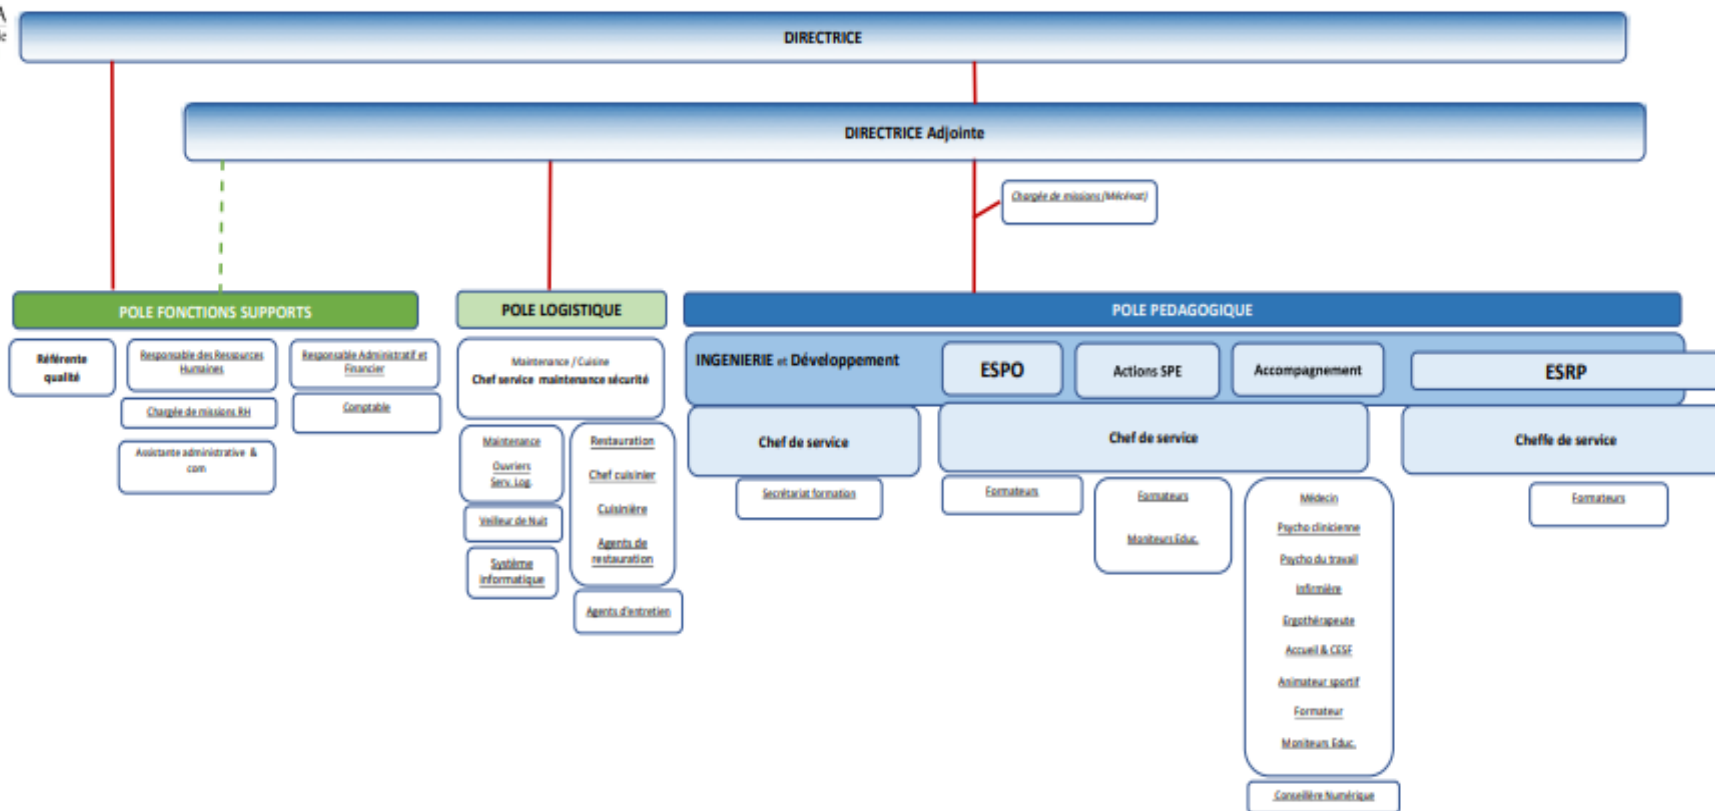 DIRECTRICE
DIRECTRICE Adjointe
Chargée de missions (Mécénat)
POLE FONCTIONS SUPPORTS
Référente
qualité
Responsable des Ressources
Humaines
Chargée de missions RH
Assistante administrative &
com
Responsable Administratif et
Financier
Comptable
POLE LOGISTIQUE
Maintenance / Cuisine
Chef service maintenance sécurité
Maintenance
Ouvriers
Serv. Log.
Veilleur de Nuit
Système
informatique
Restauration
Chef cuisinier
Cuisinière
Agents de
restauration
Agents d'entretien
POLE PEDAGOGIQUE
INGENIERIE et Développement
ESPO
Actions SPE
Accompagnement
ESRP
Chef de service
Secrétariat formation
Chef de service
Formateurs
Formateurs
Moniteurs Educ.
Médecin
Psycho clinicienne
Psycho du travail
Infirmière
Ergothérapeute
Accueil & CESF
Animateur sportif
Formateur
Moniteurs Educ.
Conseillère Numérique
Cheffe de service
Formateurs